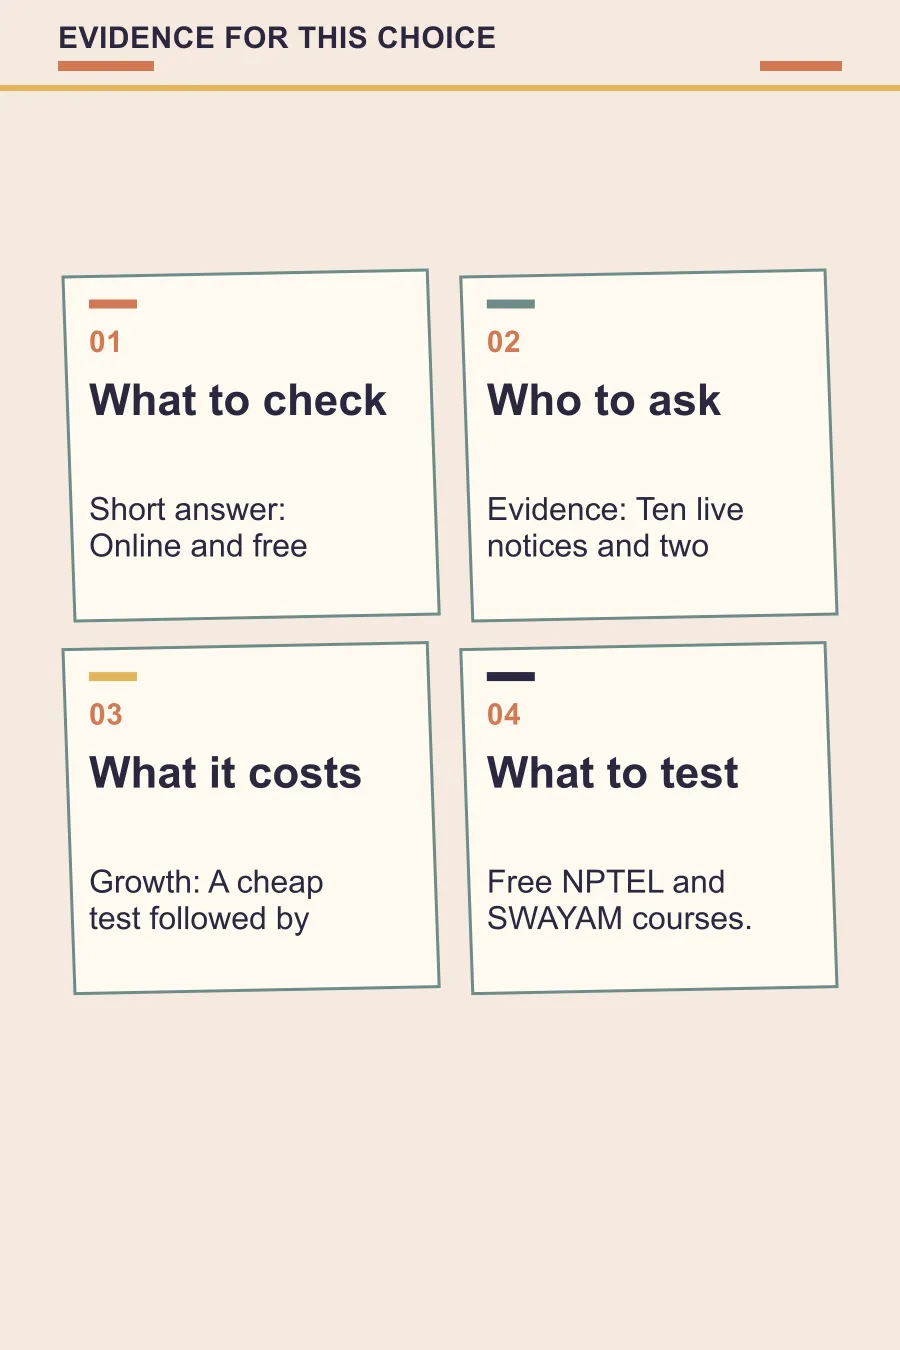 EVIDENCE FOR THIS CHOICE
01
What to check
Short answer:
Online and free
02
Who to ask
Evidence: Ten live
notices and two
03
What it costs
Growth: A cheap
test followed by
04
What to test
Free NPTEL and
SWAYAM courses.